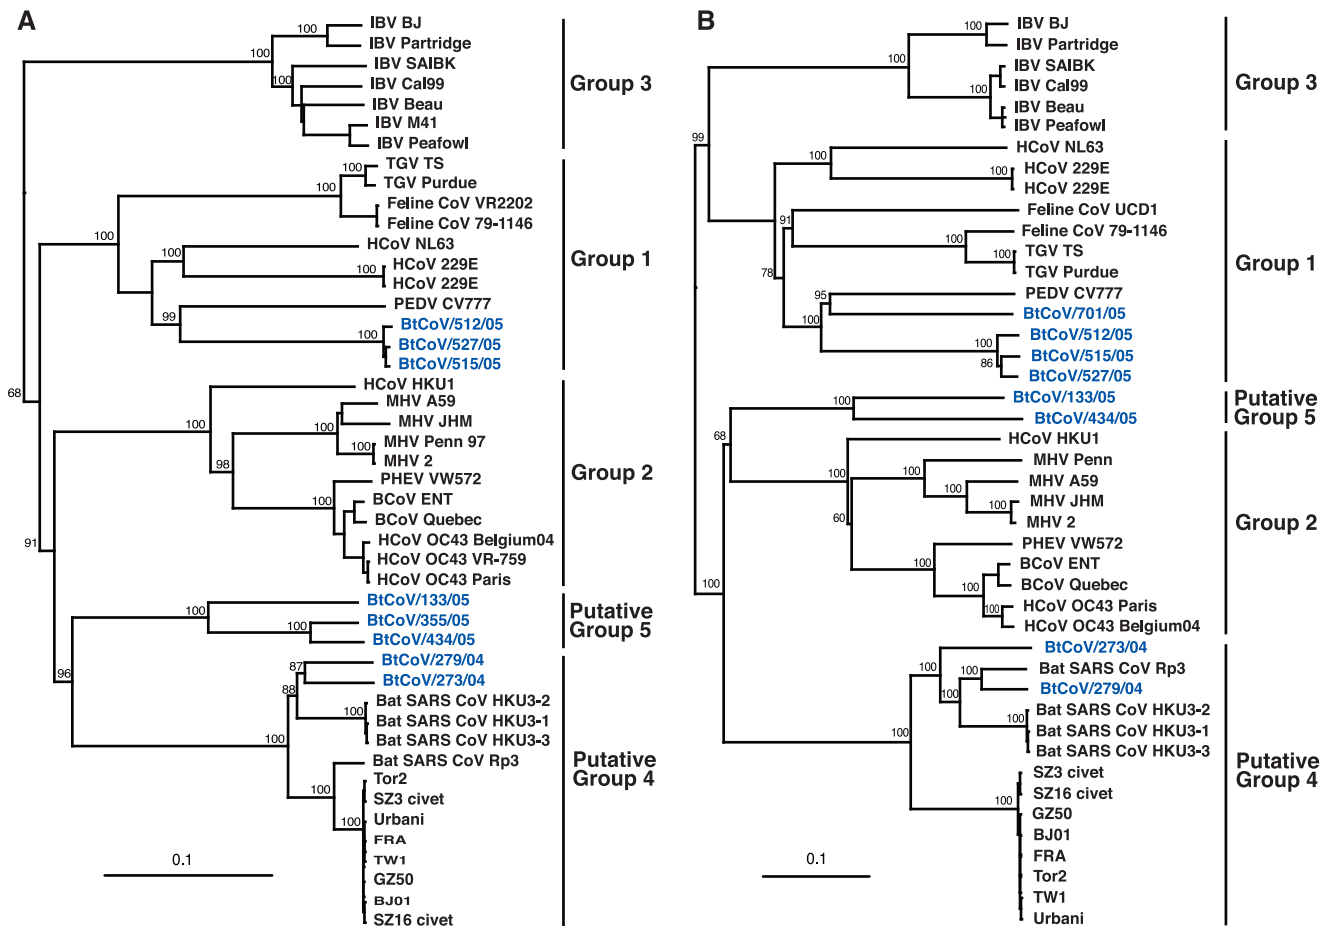 A
IBV BJ
IBV Partridge
IBV SAIBK
IBV Cal99
IBV Beau
IBV M41
IBV Peafowl
Group 3
TGV TS
TGV Purdue
Feline CoV VR2202
Feline CoV 79-1146
HCoV NL63
HCoV 229E
HCoV 229E
PEDV CV777
BtCoV/512/05
BtCoV/527/05
BtCoV/515/05
Group 1
HCoV HKU1
MHV A59
MHV JHM
MHV Penn 97
MHV 2
PHEV VW572
BCoV ENT
BCoV Quebec
HCoV OC43 Belgium04
HCoV OC43 VR-759
HCoV OC43 Paris
Group 2
BtCoV/133/05
BtCoV/355/05
BtCoV/434/05
Putative
Group 5
BtCoV/279/04
BtCoV/273/04
Bat SARS CoV HKU3-2
Bat SARS CoV HKU3-1
Bat SARS CoV HKU3-3
Bat SARS CoV Rp3
Tor2
SZ3 civet
Urbani
FRA
TW1
GZ50
BJ01
SZ16 civet
Putative
Group 4
100
100
100
100
100
100
100
100
99
100
68
100
100
100
98
100
91
100
100
96
87
88
100
100
100
100
0.1
B
IBV BJ
IBV Partridge
IBV SAIBK
IBV Cal99
IBV Beau
IBV Peafowl
Group 3
HCoV NL63
HCoV 229E
HCoV 229E
Feline CoV UCD1
Feline CoV 79-1146
TGV TS
TGV Purdue
PEDV CV777
BtCoV/701/05
BtCoV/512/05
BtCoV/515/05
BtCoV/527/05
Group 1
BtCoV/133/05
BtCoV/434/05
Putative
Group 5
HCoV HKU1
MHV Penn
MHV A59
MHV JHM
MHV 2
PHEV VW572
BCoV ENT
BCoV Quebec
HCoV OC43 Paris
HCoV OC43 Belgium04
Group 2
BtCoV/273/04
Bat SARS CoV Rp3
BtCoV/279/04
Bat SARS CoV HKU3-2
Bat SARS CoV HKU3-1
Bat SARS CoV HKU3-3
SZ3 civet
SZ16 civet
GZ50
BJ01
FRA
Tor2
TW1
Urbani
Putative
Group 4
100
100
100
99
100
100
91
100
100
78
95
100
100
86
100
68
100
100
100
100
60
100
100
100
100
100
100
100
100
100
0.1